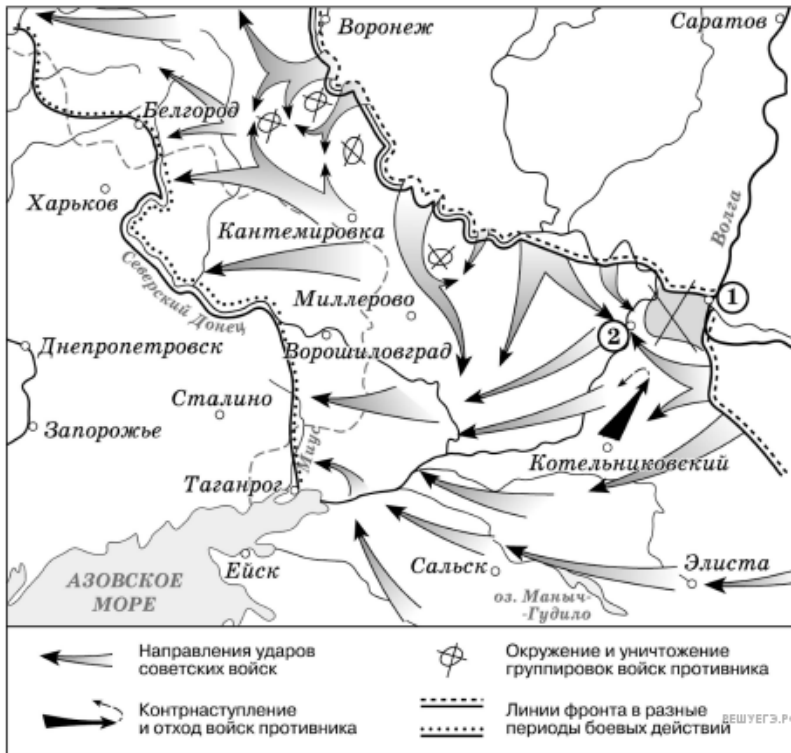 Воронеж
Саратов
Белгород
Волга
Харьков
Кантемировка
Северский Донец
Миллерово
1
2
Ворошиловград
Днепропетровск
Сталино
Миус
Запорожье
Котельниковский
Таганрог
Ейск
Сальск
Элиста
АЗОВСКОЕ
МОРЕ
оз. Маныч-
Гудило
Направления ударов
советских войск
Окружение и уничтожение
группировок войск противника
Контрнаступление
и отход войск противника
Линии фронта в разные
периоды боевых действий
РЕШУЕГЭ.РФ